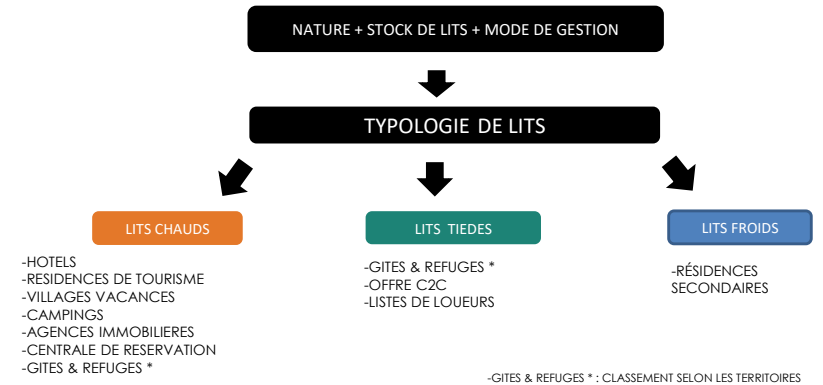 NATURE + STOCK DE LITS + MODE DE GESTION
TYPOLOGIE DE LITS
LITS CHAUDS
-HOTELS
-RESIDENCES DE TOURISME
-VILLAGES VACANCES
-CAMPINGS
-AGENCES IMMOBILIERES
-CENTRALE DE RESERVATION
-GITES & REFUGES *
LITS TIEDES
-GITES & REFUGES *
-OFFRE C2C
-LISTES DE LOUEURS
LITS FROIDS
-RÉSIDENCES
SECONDAIRES
-GITES & REFUGES * : CLASSEMENT SELON LES TERRITOIRES